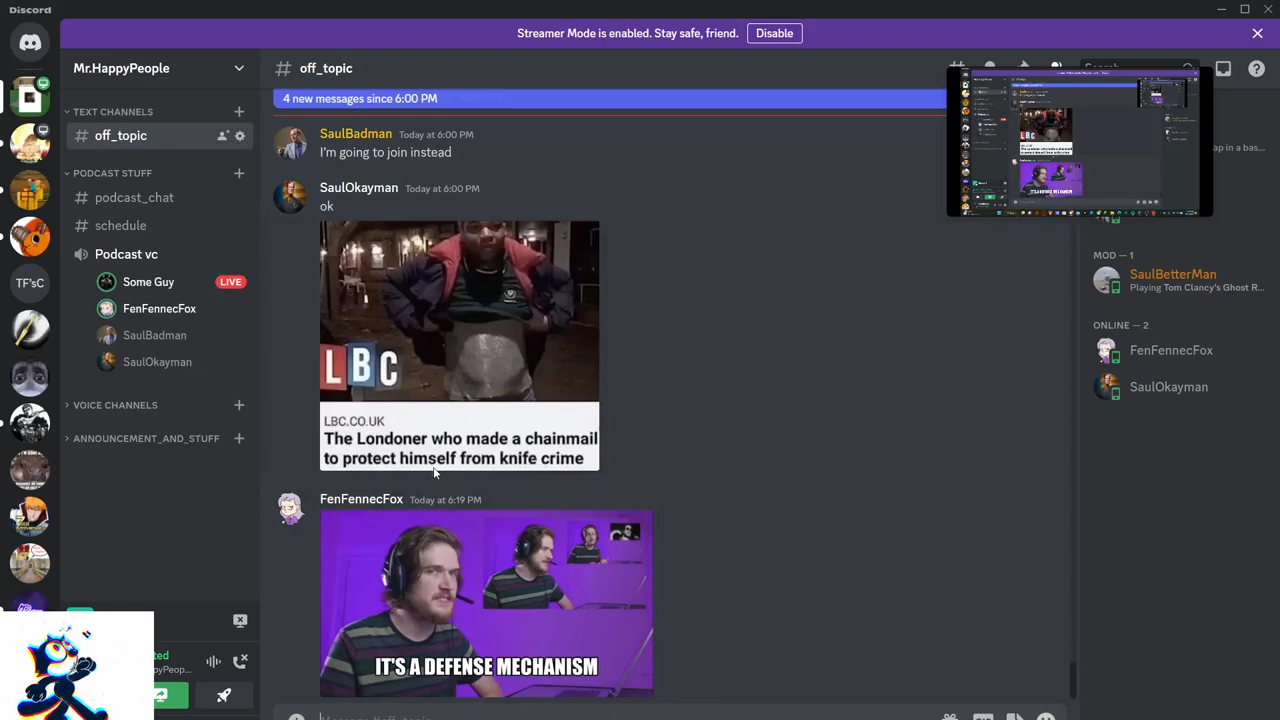 Discord
Streamer Mode is enabled. Stay safe, friend.
Disable
Mr.HappyPeople
# off_topic
Search
4 new messages since 6:00 PM
TEXT CHANNELS
# off_topic
PODCAST STUFF
# podcast_chat
# schedule
Podcast vc
Some Guy
LIVE
FenFennecFox
SaulBadman
SaulOkayman
VOICE CHANNELS
ANNOUNCEMENT_AND_STUFF
TF'sC
SaulBadman Today at 6:00 PM
I'm going to join instead
SaulOkayman Today at 6:00 PM
ok
LBC
LBC.CO.UK
The Londoner who made a chainmail
to protect himself from knife crime
FenFennecFox Today at 6:19 PM
IT'S A DEFENSE MECHANISM
ap in a bas...
MOD — 1
SaulBetterMan
Playing Tom Clancy's Ghost R...
ONLINE — 2
FenFennecFox
SaulOkayman